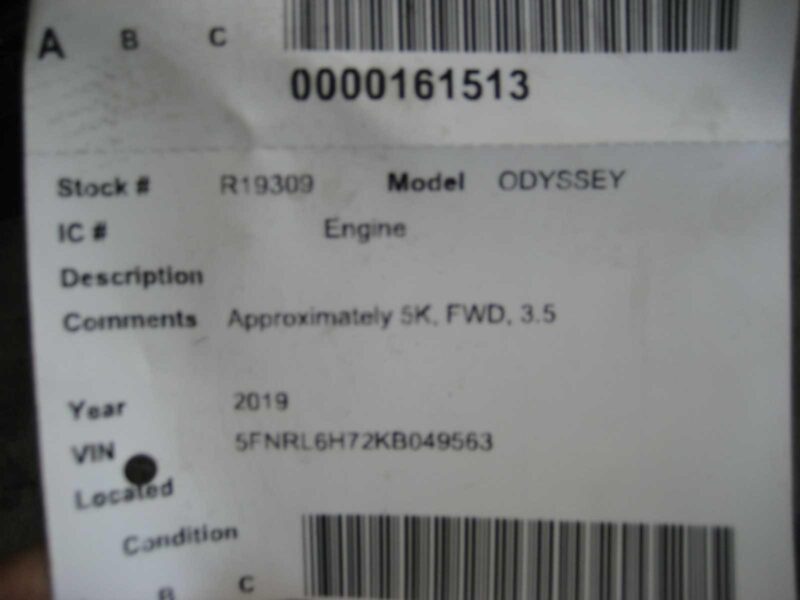 A B C
0000161513
Stock # R19309 Model ODYSSEY
IC # Engine
Description
Comments Approximately 5K, FWD, 3.5
Year 2019
VIN 5FNRL6H72KB049563
Located
Condition
B C